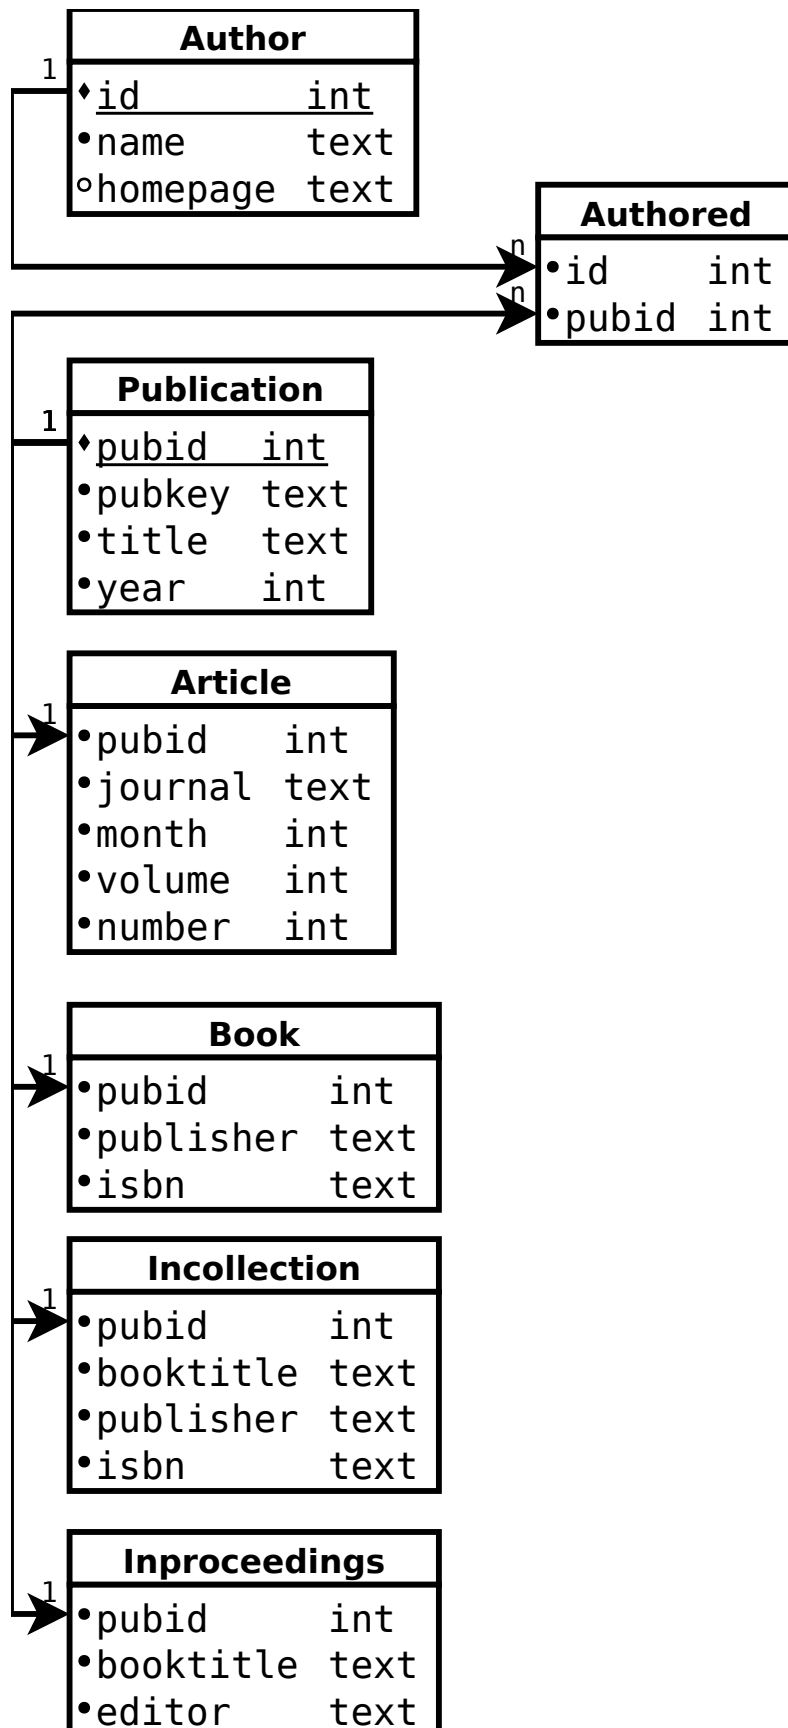 Author
1
id int
name text
homepage text
Authored
n
id int
n
pubid int
Publication
1
pubid int
pubkey text
title text
year int
Article
1
pubid int
journal text
month int
volume int
number int
Book
1
pubid int
publisher text
isbn text
Incollection
1
pubid int
booktitle text
publisher text
isbn text
Inproceedings
1
pubid int
booktitle text
editor text